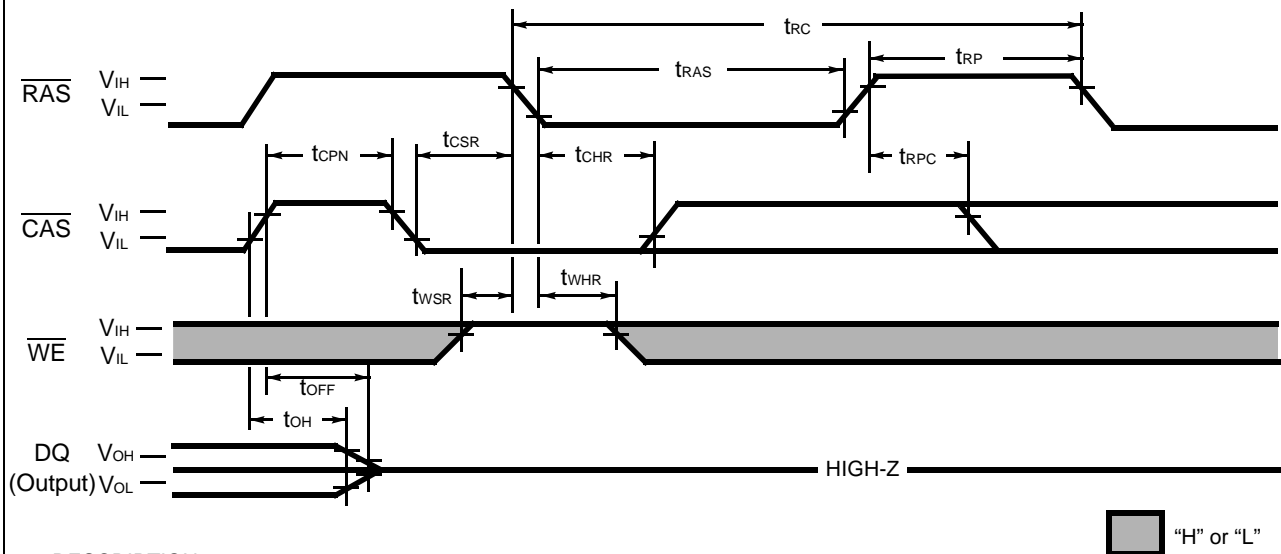 tRC
tRAS
tRP
RAS
VIH
VIL
tCPN
tCSR
tCHR
tRPC
CAS
VIH
VIL
tWSR
tWHR
WE
VIH
VIL
tOFF
tOH
DQ
(Output)
VOH
VOL
HIGH-Z
“H” or “L”